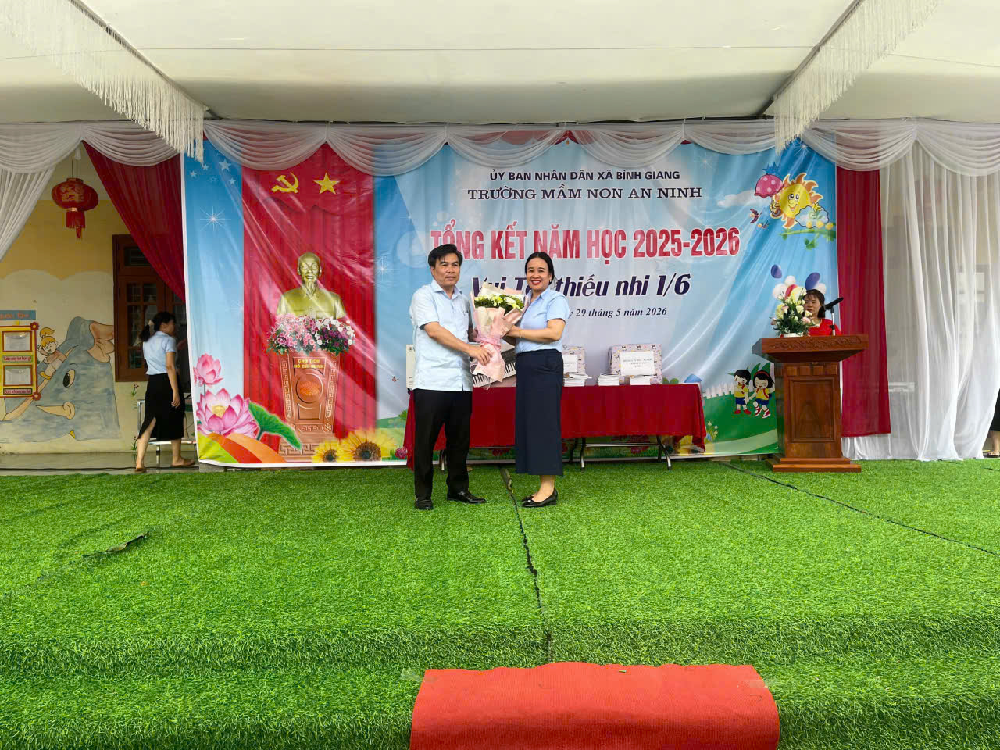 ỦY BAN NHÂN DÂN XÃ BÌNH GIANG
TRƯỜNG MẦM NON AN NINH
TỔNG KẾT NĂM HỌC 2025-2026
Vui thiếu nhi 1/6
29 tháng 5 năm 2026
CHỦ TỊCH
HỒ CHÍ MINH